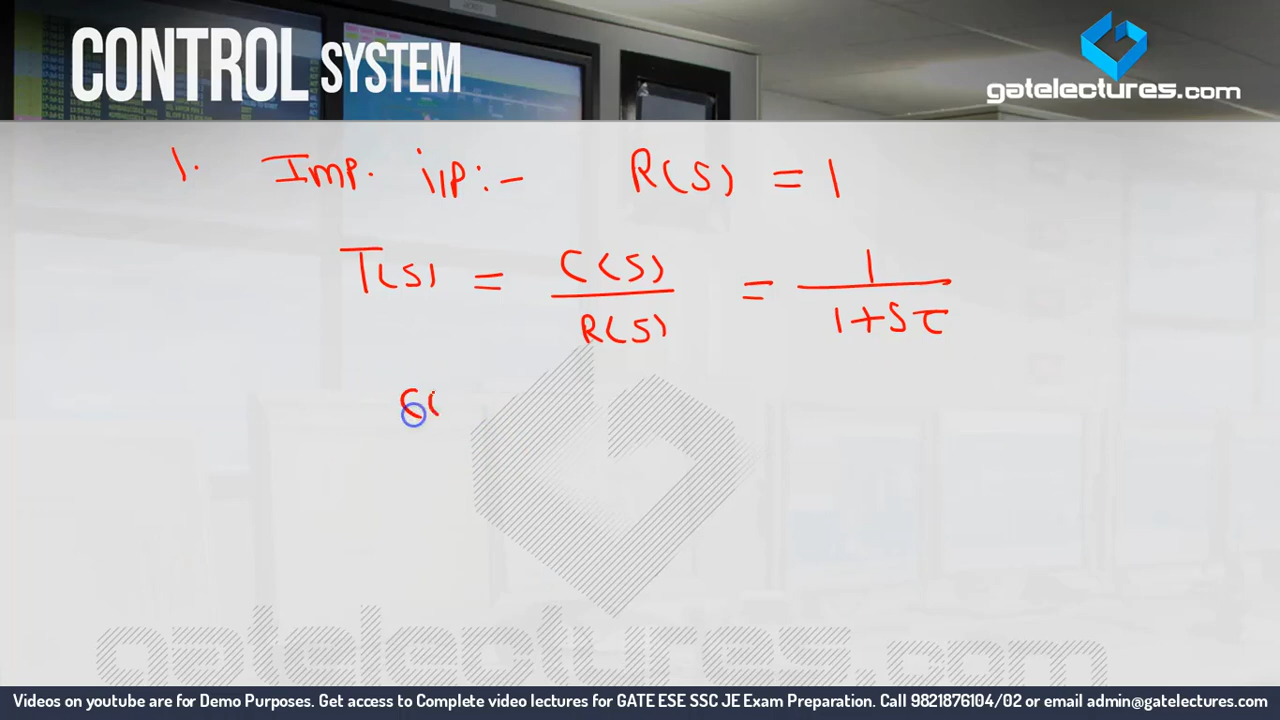 CONTROL SYSTEM
gatelectures.com
1. Imp. i/p:- R(S) = 1
T(S) = C(S) / R(S) = 1 / 1+Sτ
gatelectures.com
Videos on youtube are for Demo Purposes. Get access to Complete video lectures for GATE ESE SSC JE Exam Preparation. Call 9821876104/02 or email admin@gatelectures.com